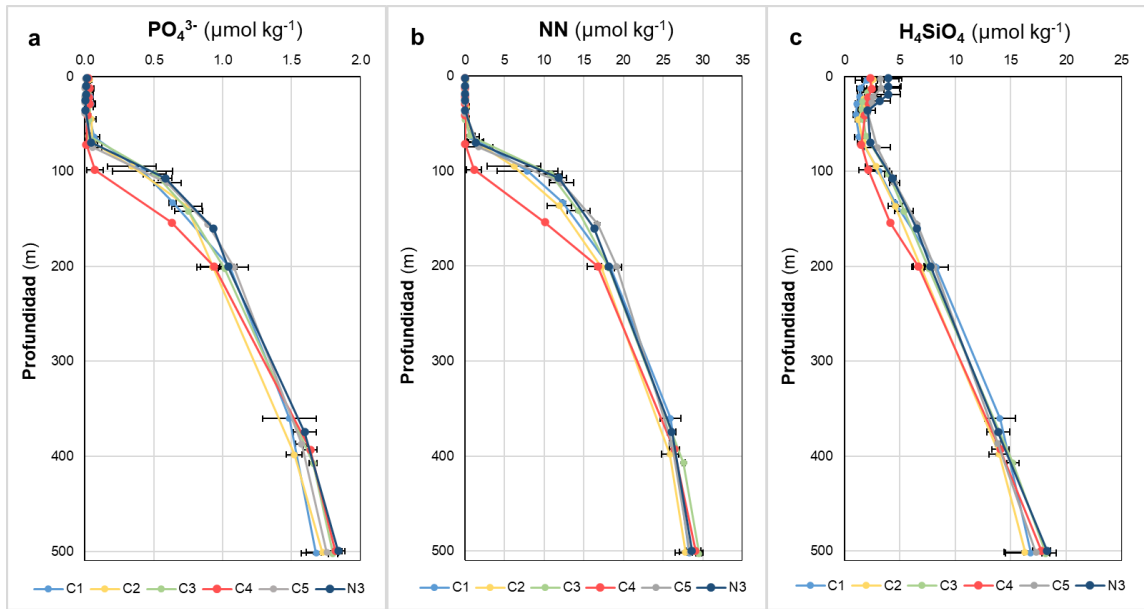 a PO₄³⁻ (µmol kg⁻¹)
0.0 0.5 1.0 1.5 2.0
0
100
200
300
400
500
Profundidad (m)
C1 C2 C3 C4 C5 N3
b NN (µmol kg⁻¹)
0 5 10 15 20 25 30 35
0
100
200
300
400
500
Profundidad (m)
C1 C2 C3 C4 C5 N3
c H₄SiO₄ (µmol kg⁻¹)
0 5 10 15 20 25
0
100
200
300
400
500
Profundidad (m)
C1 C2 C3 C4 C5 N3